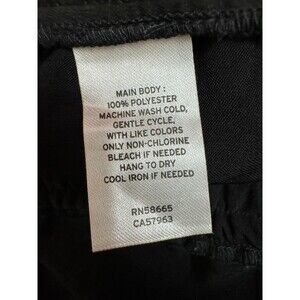 MAIN BODY :
100% POLYESTER
MACHINE WASH COLD,
GENTLE CYCLE,
WITH LIKE COLORS
ONLY NON-CHLORINE
BLEACH IF NEEDED
HANG TO DRY
COOL IRON IF NEEDED
RN58665
CA57963